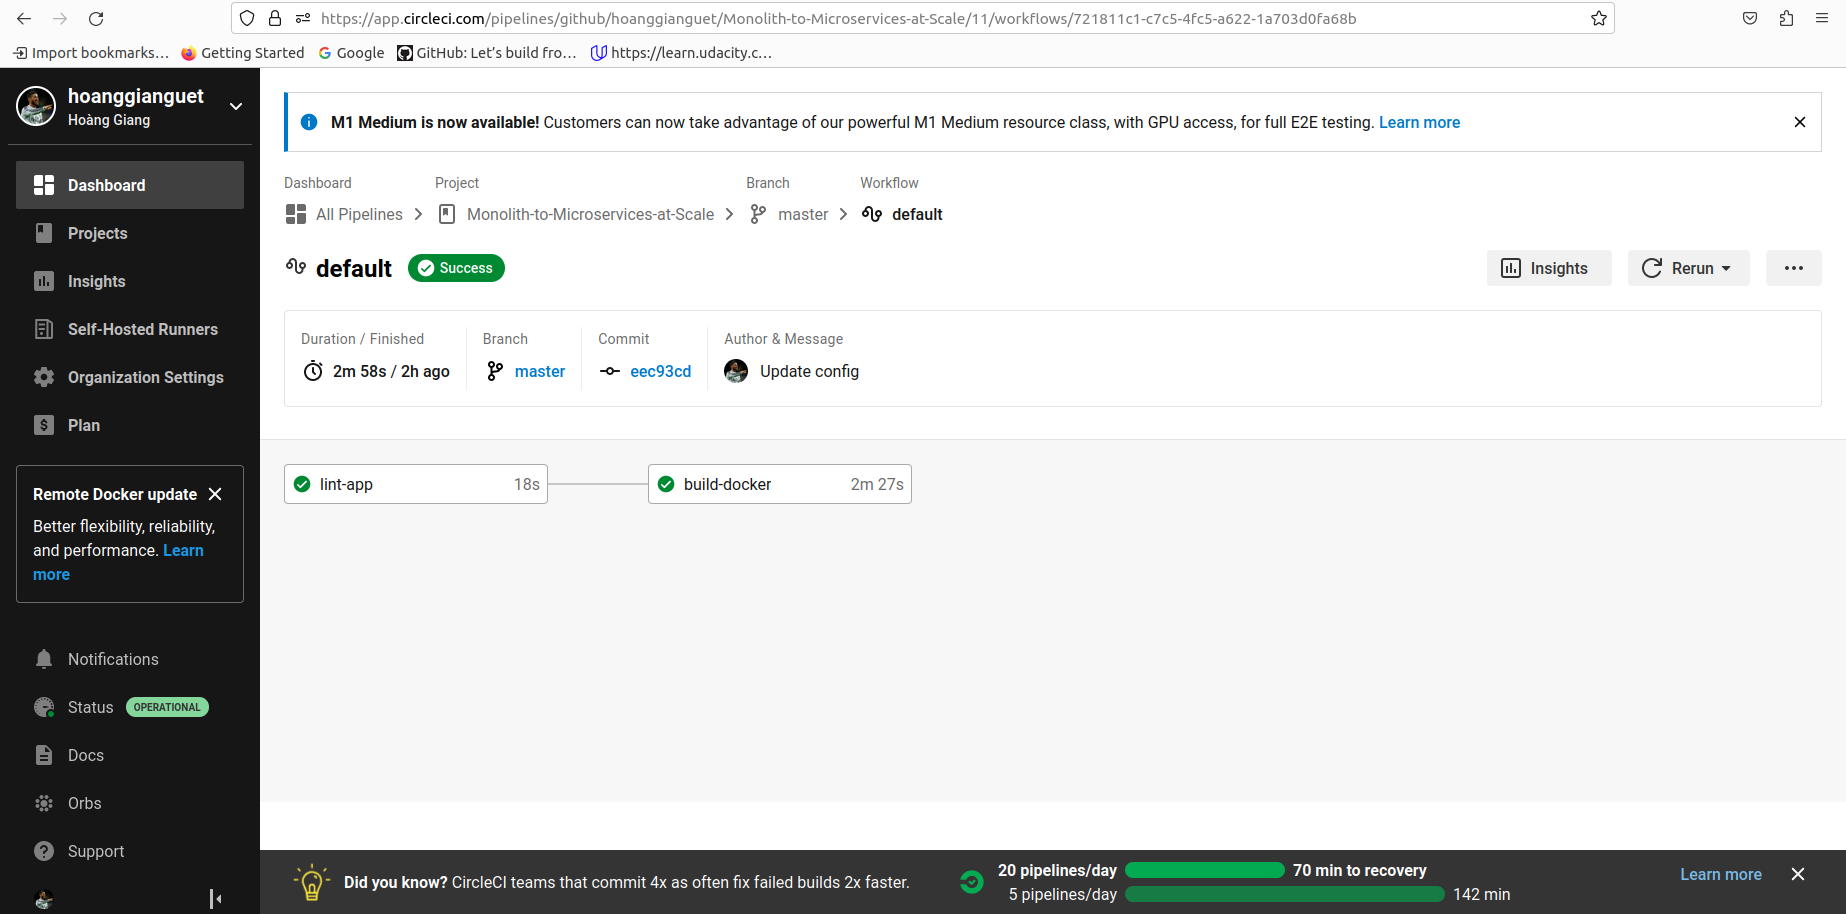 https://app.circleci.com/pipelines/github/hoanggianguet/Monolith-to-Microservices-at-Scale/11/workflows/721811c1-c7c5-4fc5-a622-1a703d0fa68b
Import bookmarks... Getting Started Google GitHub: Let's build fro... https://learn.udacity.c...
hoanggianguet
Hoàng Giang
Dashboard
Projects
Insights
Self-Hosted Runners
Organization Settings
Plan
Remote Docker update
Better flexibility, reliability,
and performance. Learn
more
Notifications
Status OPERATIONAL
Docs
Orbs
Support
M1 Medium is now available! Customers can now take advantage of our powerful M1 Medium resource class, with GPU access, for full E2E testing. Learn more
Dashboard Project Branch Workflow
All Pipelines Monolith-to-Microservices-at-Scale master default
default Success Insights Rerun
Duration / Finished Branch Commit Author & Message
2m 58s / 2h ago master eec93cd Update config
lint-app 18s build-docker 2m 27s
Did you know? CircleCI teams that commit 4x as often fix failed builds 2x faster.
20 pipelines/day 70 min to recovery
5 pipelines/day 142 min
Learn more